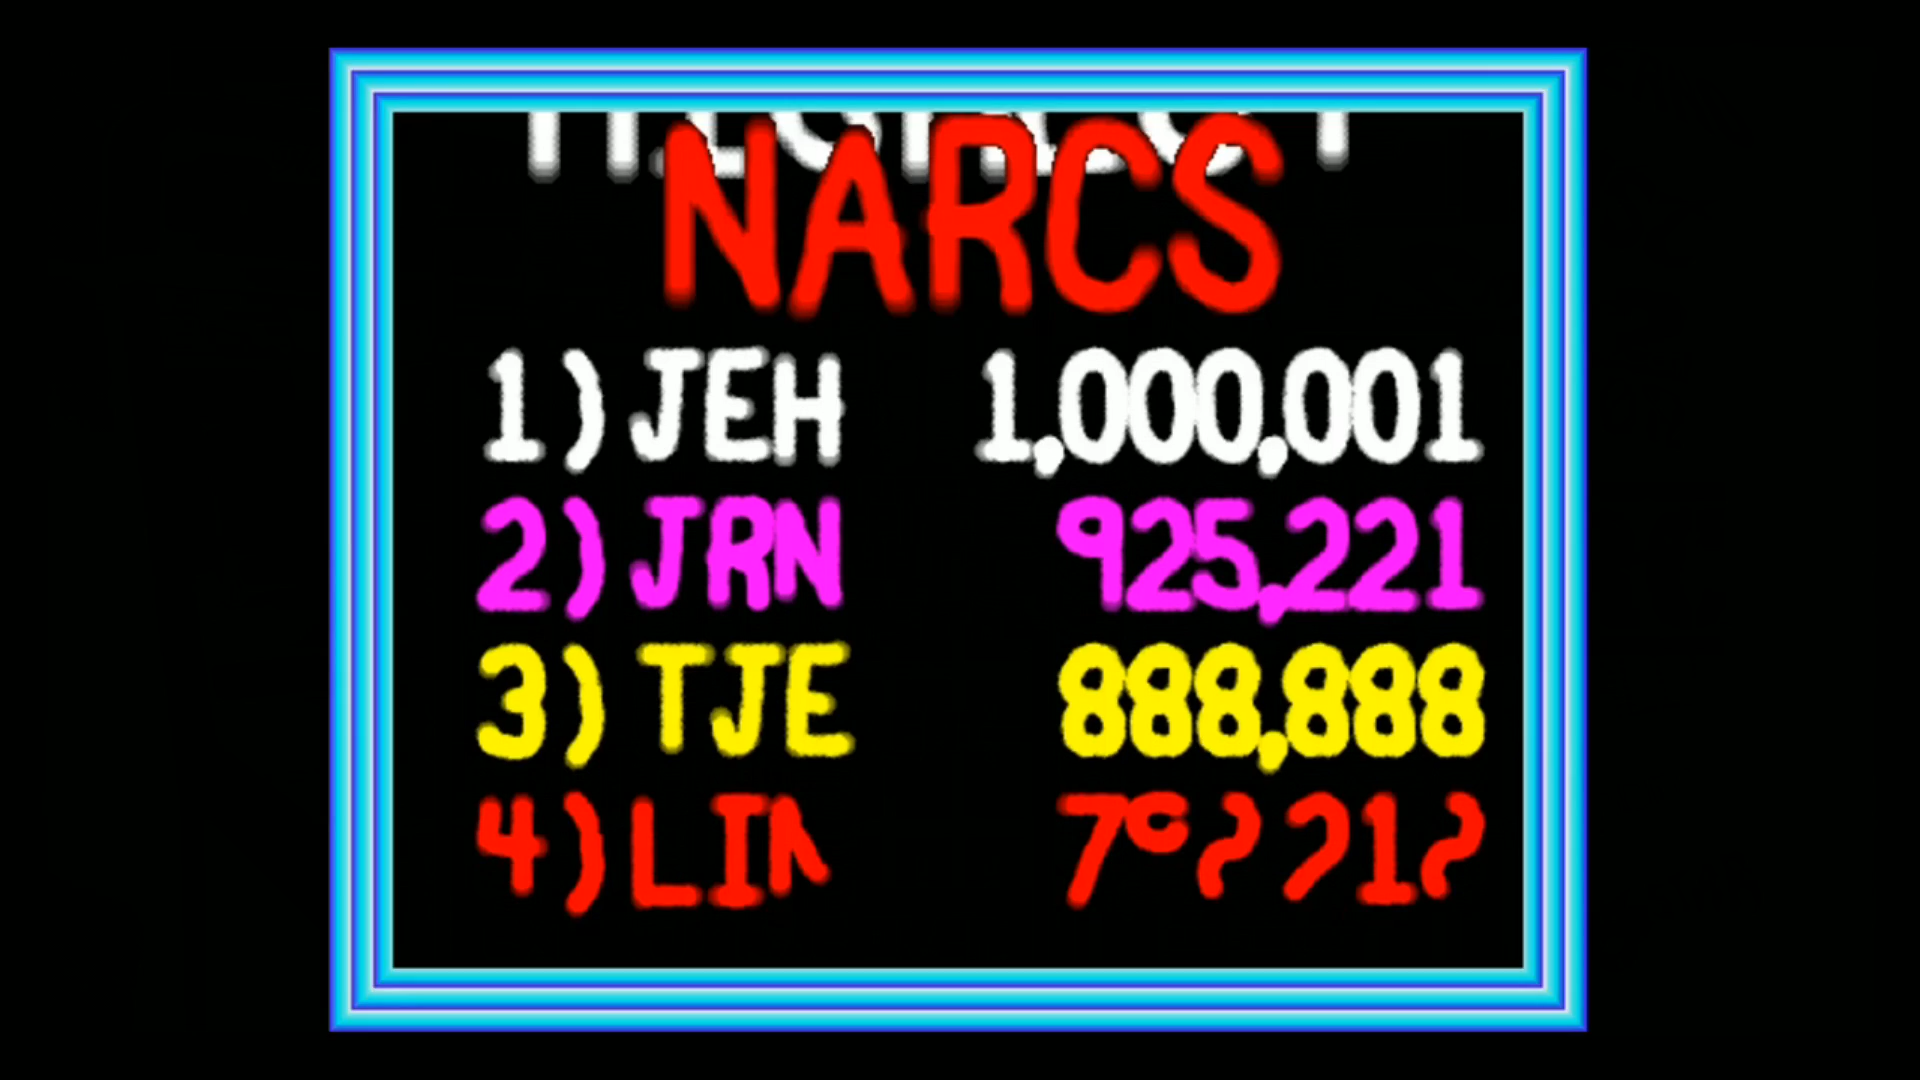 NARCS
1) JEH 1,000,001
2) JRN 925,221
3) TJE 888,888
4)